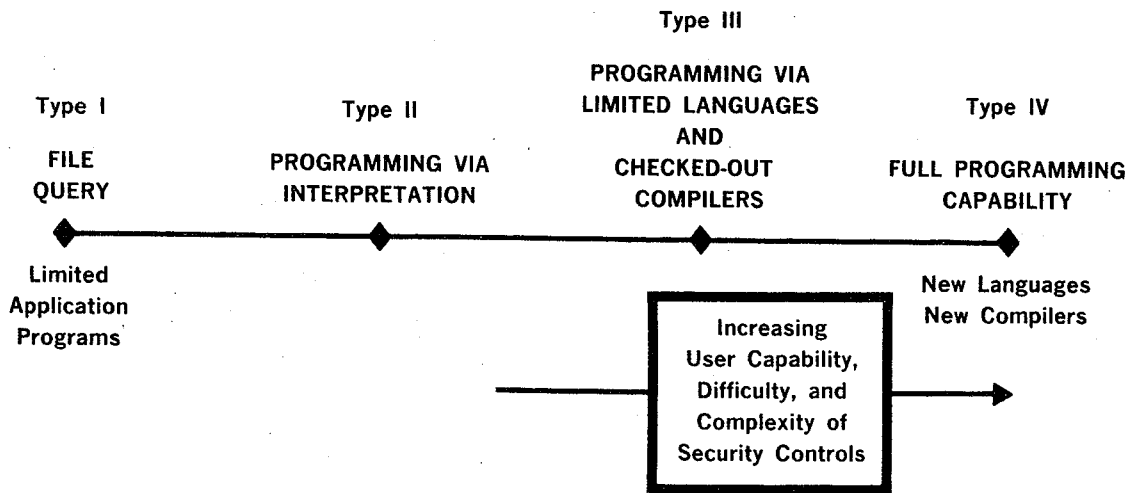 Type I
FILE
QUERY
Limited
Application
Programs
Type II
PROGRAMMING VIA
INTERPRETATION
Type III
PROGRAMMING VIA
LIMITED LANGUAGES
AND
CHECKED-OUT
COMPILERS
Type IV
FULL PROGRAMMING
CAPABILITY
New Languages
New Compilers
Increasing
User Capability,
Difficulty, and
Complexity of
Security Controls